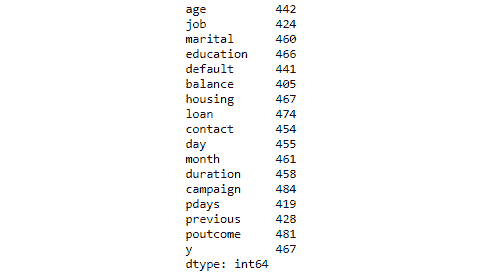 age 442
job 424
marital 460
education 466
default 441
balance 405
housing 467
loan 474
contact 454
day 455
month 461
duration 458
campaign 484
pdays 419
previous 428
poutcome 481
y 467
dtype: int64